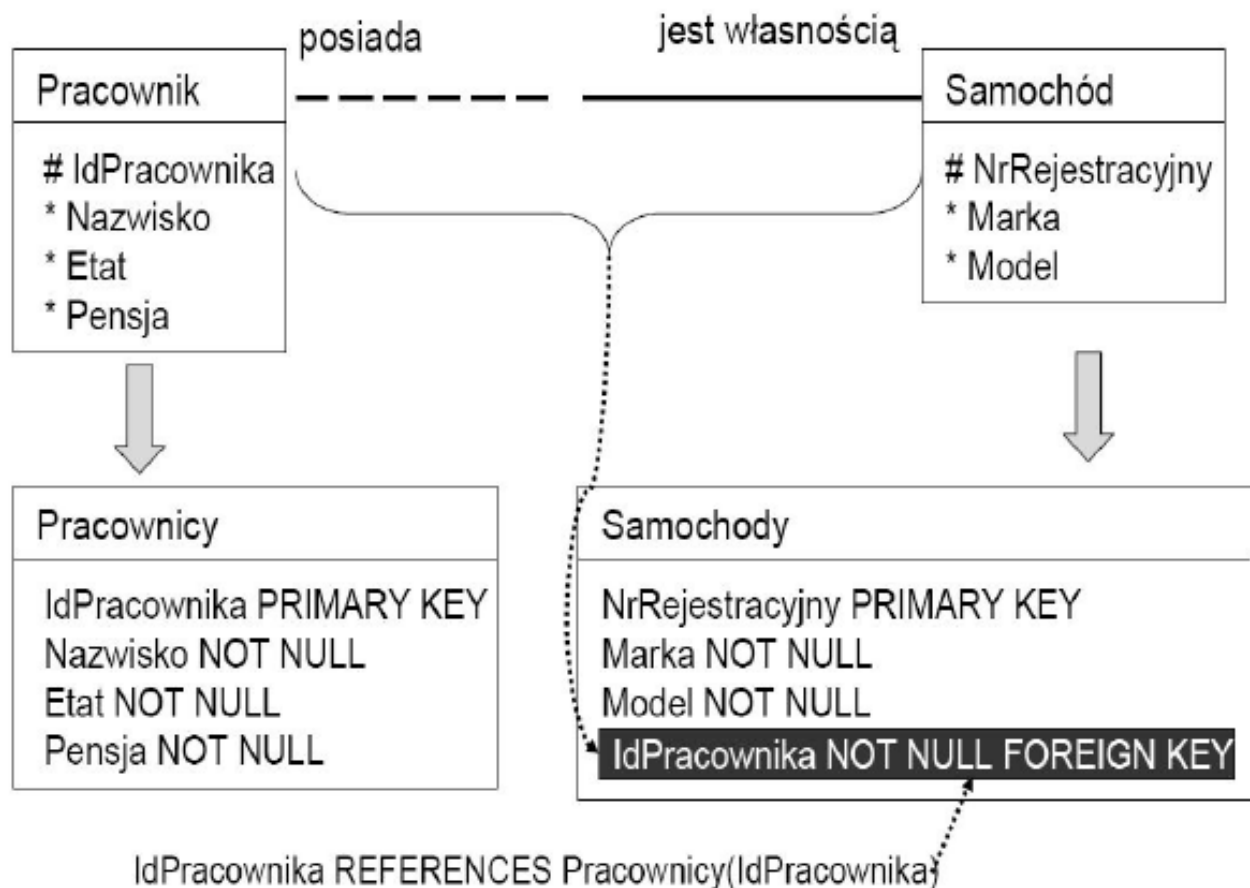 posiada
jest własnością
Pracownik
# IdPracownika
* Nazwisko
* Etat
* Pensja
Samochód
# NrRejestracyjny
* Marka
* Model
Pracownicy
IdPracownika PRIMARY KEY
Nazwisko NOT NULL
Etat NOT NULL
Pensja NOT NULL
Samochody
NrRejestracyjny PRIMARY KEY
Marka NOT NULL
Model NOT NULL
IdPracownika NOT NULL FOREIGN KEY
IdPracownika REFERENCES Pracownicy(IdPracownika)